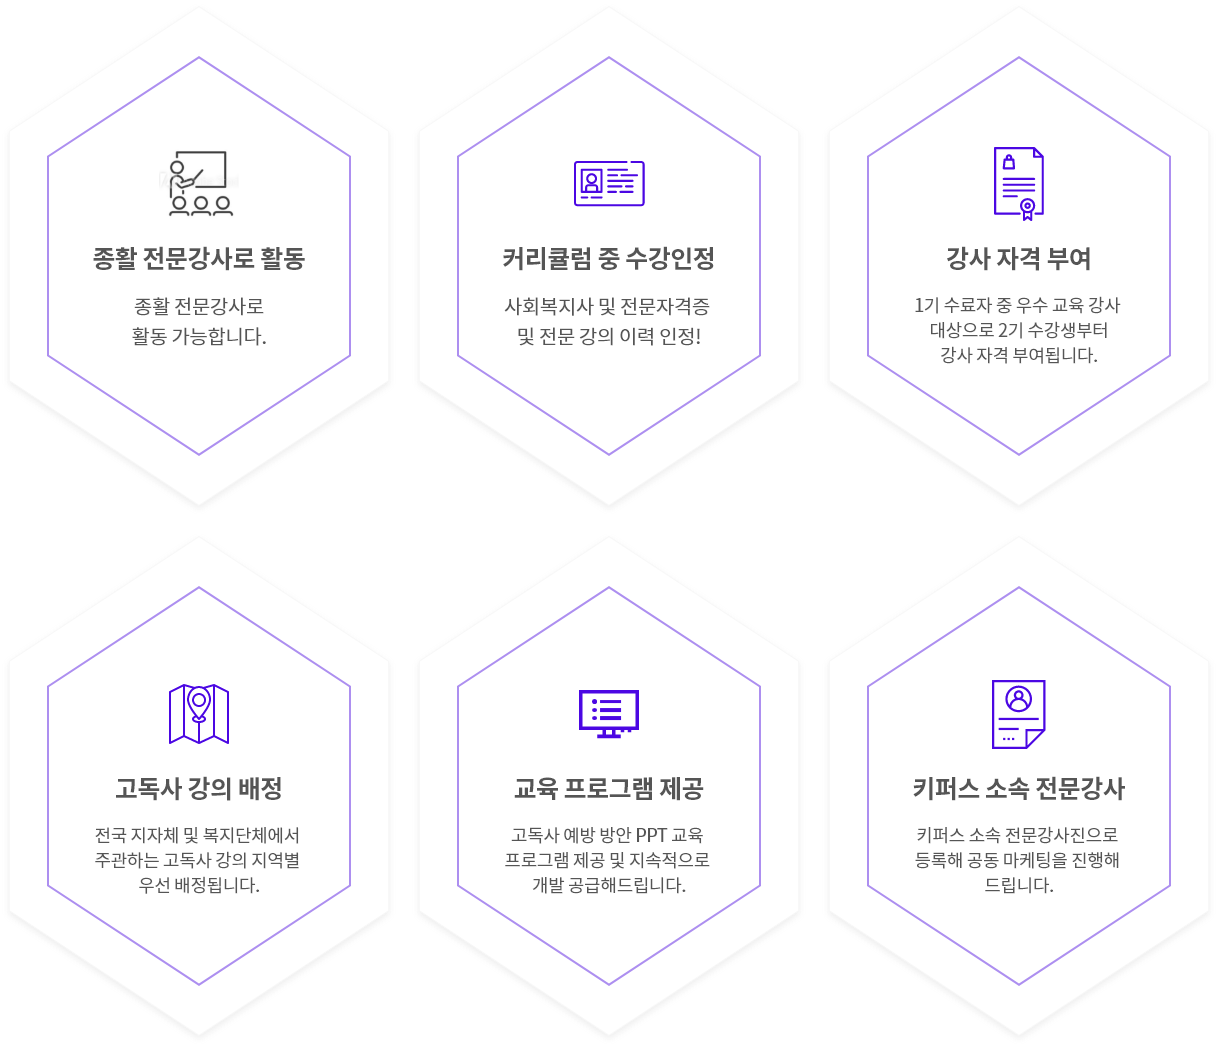 종활 전문강사로 활동
종활 전문강사로
활동 가능합니다.
커리큘럼 중 수강인정
사회복지사 및 전문자격증
및 전문 강의 이력 인정!
강사 자격 부여
1기 수료자 중 우수 교육 강사
대상으로 2기 수강생부터
강사 자격 부여됩니다.
고독사 강의 배정
전국 지자체 및 복지단체에서
주관하는 고독사 강의 지역별
우선 배정됩니다.
교육 프로그램 제공
고독사 예방 방안 PPT 교육
프로그램 제공 및 지속적으로
개발 공급해드립니다.
키퍼스 소속 전문강사
키퍼스 소속 전문강사진으로
등록해 공동 마케팅을 진행해
드립니다.